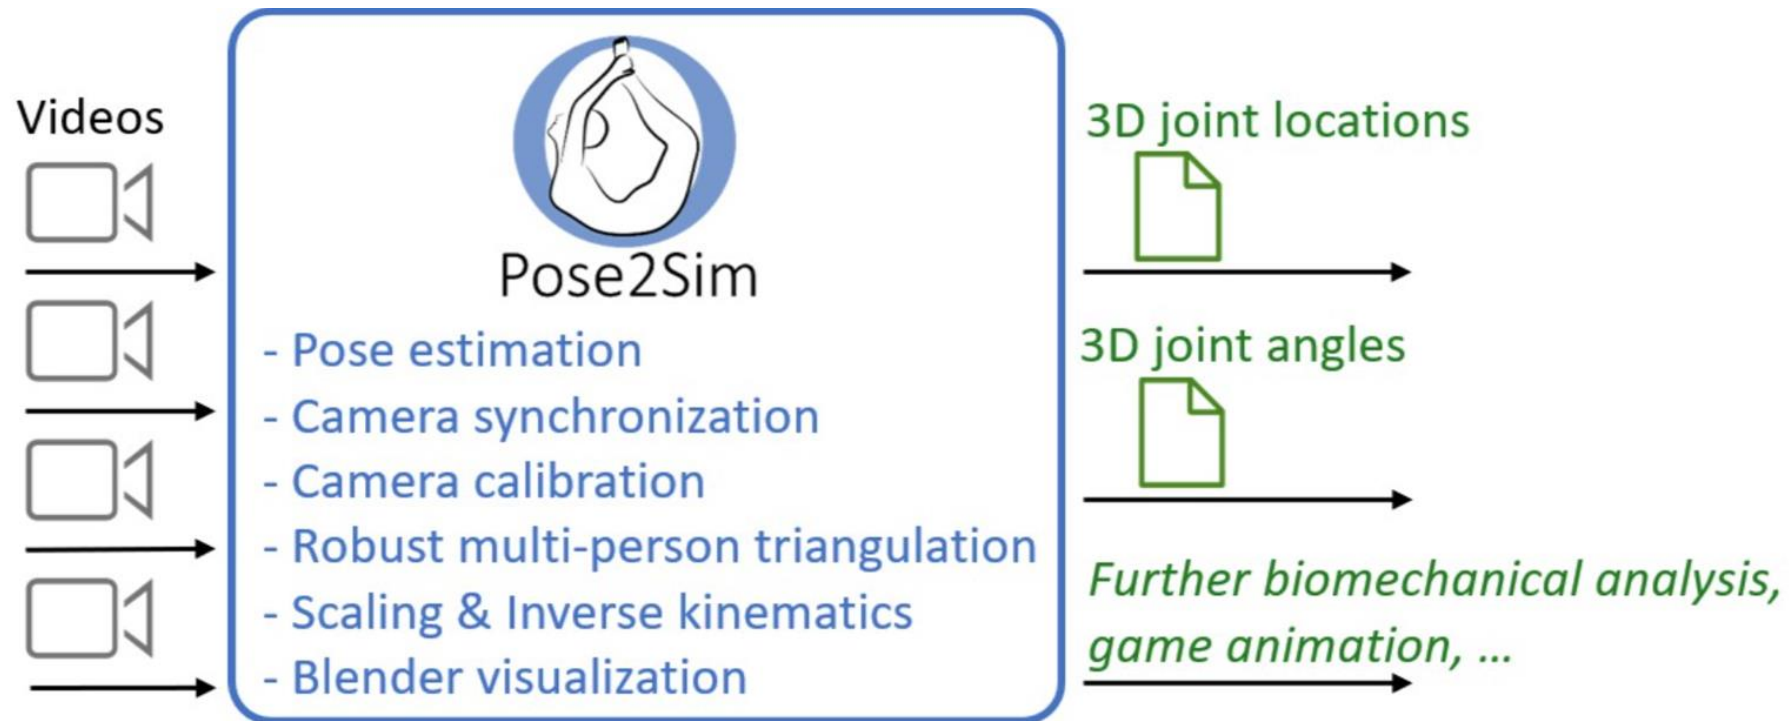 Videos
Pose2Sim
- Pose estimation
- Camera synchronization
- Camera calibration
- Robust multi-person triangulation
- Scaling & Inverse kinematics
- Blender visualization
3D joint locations
3D joint angles
Further biomechanical analysis,
game animation, ...